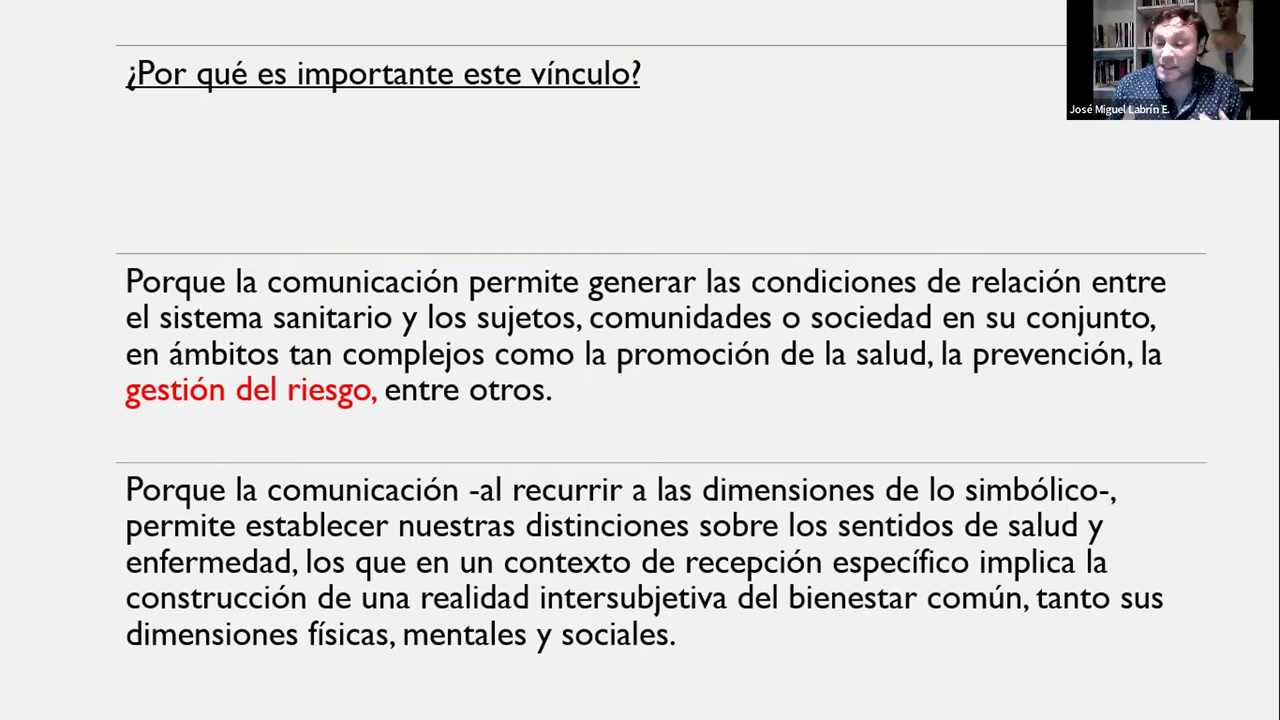 ¿Por qué es importante este vínculo?
José Miguel Labrín E.
Porque la comunicación permite generar las condiciones de relación entre
el sistema sanitario y los sujetos, comunidades o sociedad en su conjunto,
en ámbitos tan complejos como la promoción de la salud, la prevención, la
gestión del riesgo, entre otros.
Porque la comunicación -al recurrir a las dimensiones de lo simbólico-,
permite establecer nuestras distinciones sobre los sentidos de salud y
enfermedad, los que en un contexto de recepción específico implica la
construcción de una realidad intersubjetiva del bienestar común, tanto sus
dimensiones físicas, mentales y sociales.